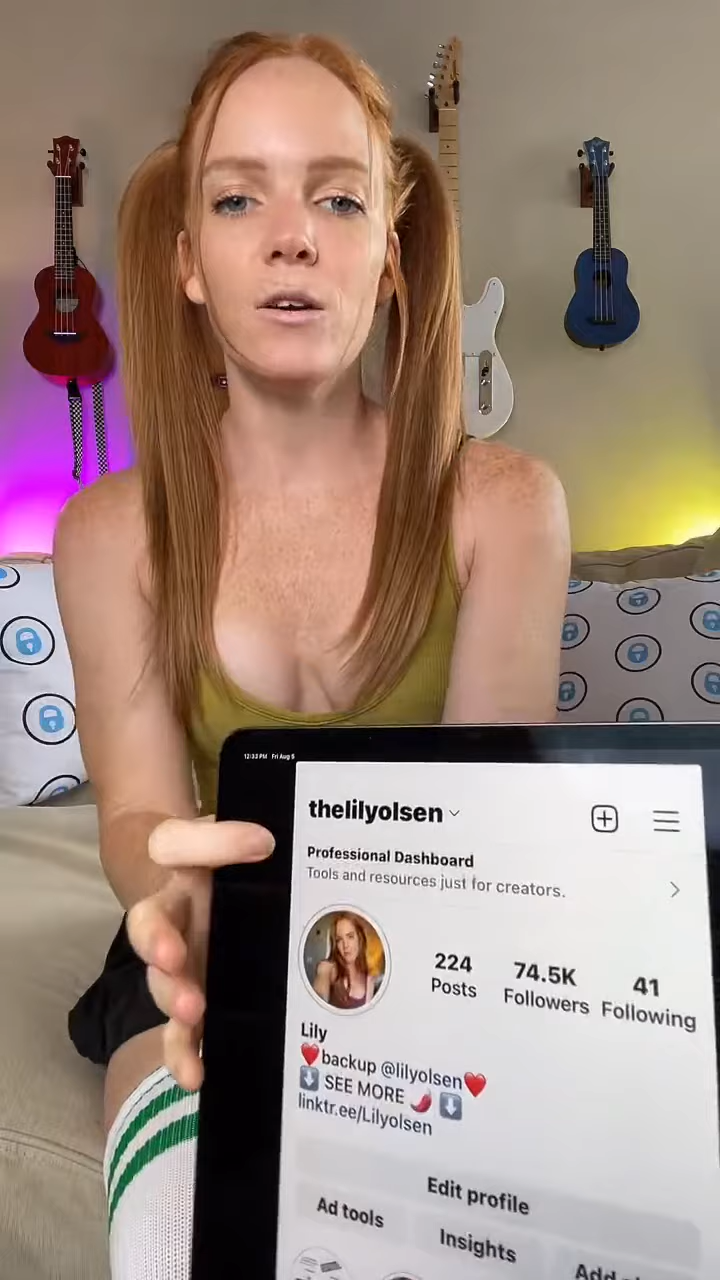 12:33 PM Fri Aug 5
thelilyolsen
Professional Dashboard
Tools and resources just for creators.
224
Posts
74.5K
Followers
41
Following
Lily
❤️backup @lilyolsen❤️
⬇️ SEE MORE 🌶️ ⬇️
linktr.ee/Lilyolsen
Edit profile
Ad tools
Insights